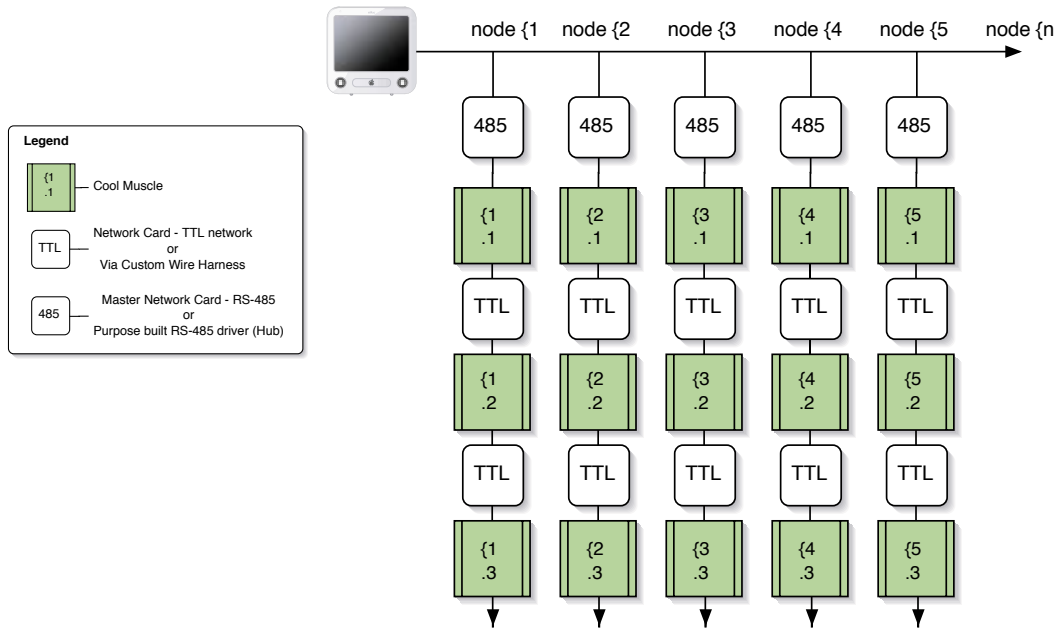 node {1 node {2 node {3 node {4 node {5 node {n
485 485 485 485 485
Legend
{1
.1
Cool Muscle
TTL
Network Card - TTL network
or
Via Custom Wire Harness
485
Master Network Card - RS-485
or
Purpose built RS-485 driver (Hub)
{1 {2 {3 {4 {5
.1 .1 .1 .1 .1
TTL TTL TTL TTL TTL
{1 {2 {3 {4 {5
.2 .2 .2 .2 .2
TTL TTL TTL TTL TTL
{1 {2 {3 {4 {5
.3 .3 .3 .3 .3